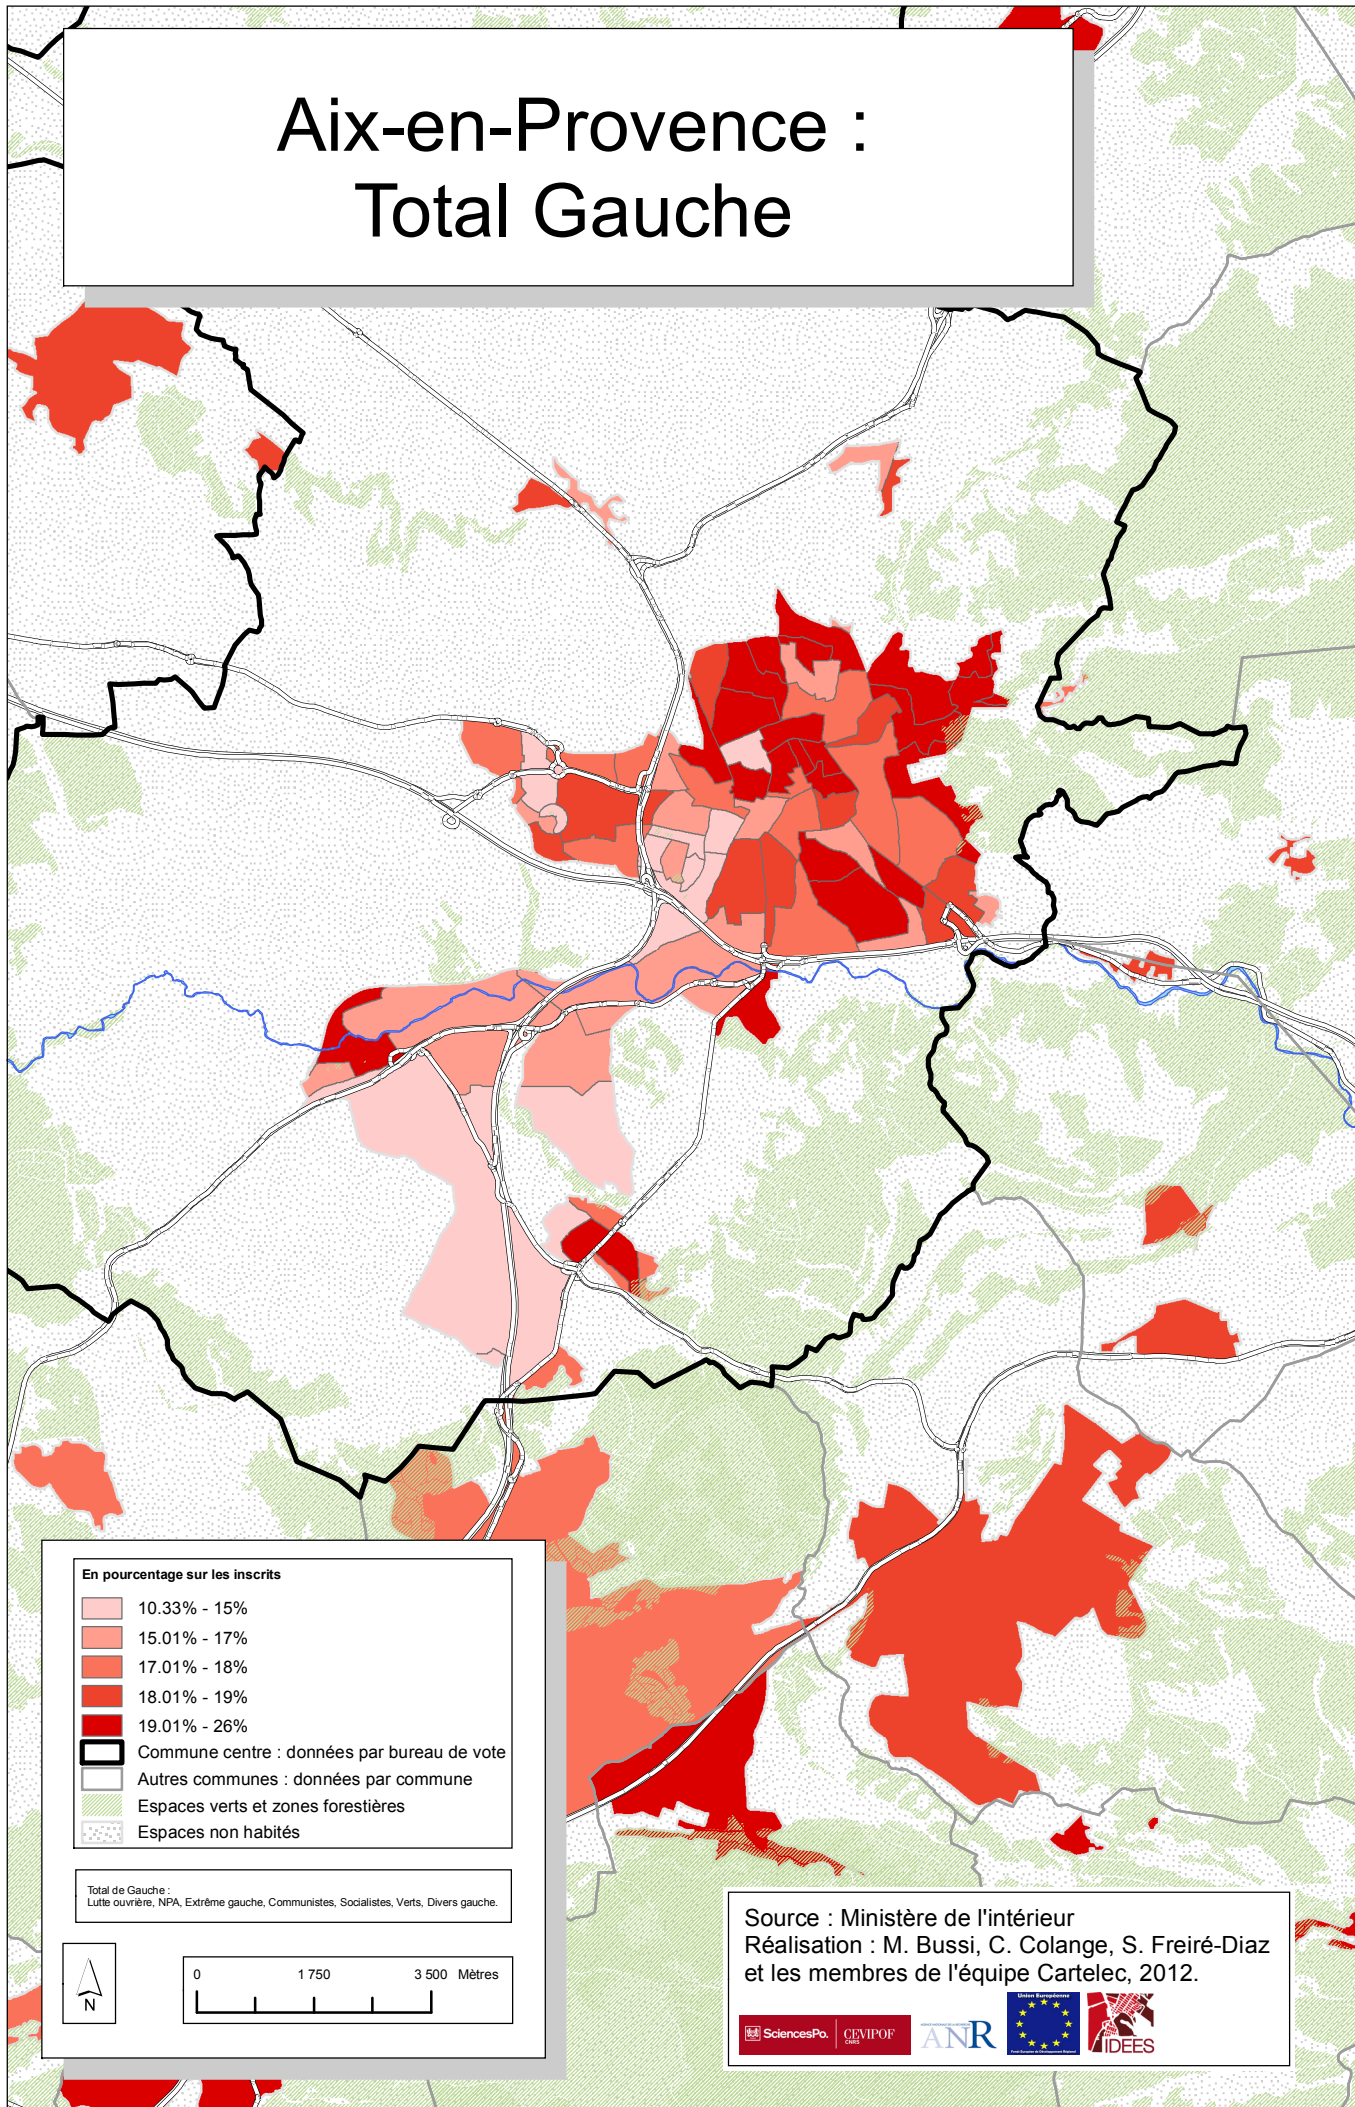 Aix-en-Provence :
Total Gauche
En pourcentage sur les inscrits
10.33% - 15%
15.01% - 17%
17.01% - 18%
18.01% - 19%
19.01% - 26%
Commune centre : données par bureau de vote
Autres communes : données par commune
Espaces verts et zones forestières
Espaces non habités
Total de Gauche :
Lutte ouvrière, NPA, Extrême gauche, Communistes, Socialistes, Verts, Divers gauche.
N
0 1 750 3 500 Mètres
Source : Ministère de l'intérieur
Réalisation : M. Bussi, C. Colange, S. Freiré-Diaz
et les membres de l'équipe Cartelec, 2012.
SciencesPo. CEVIPOF
CNRS
ANR
Union Européenne
IDEES